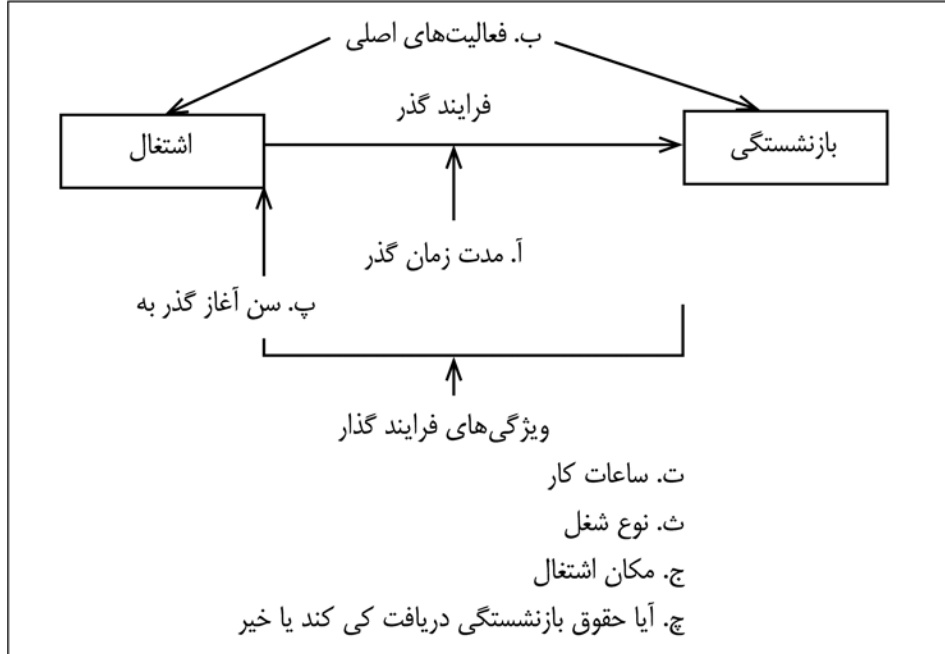 ب. فعالیت‌های اصلی
فرایند گذر
بازنشستگی
اشتغال
آ. مدت زمان گذر
پ. سن آغاز گذر به
ویژگی‌های فرایند گذار
ت. ساعات کار
ث. نوع شغل
ج. مکان اشتغال
چ. آیا حقوق بازنشستگی دریافت کی کند یا خیر